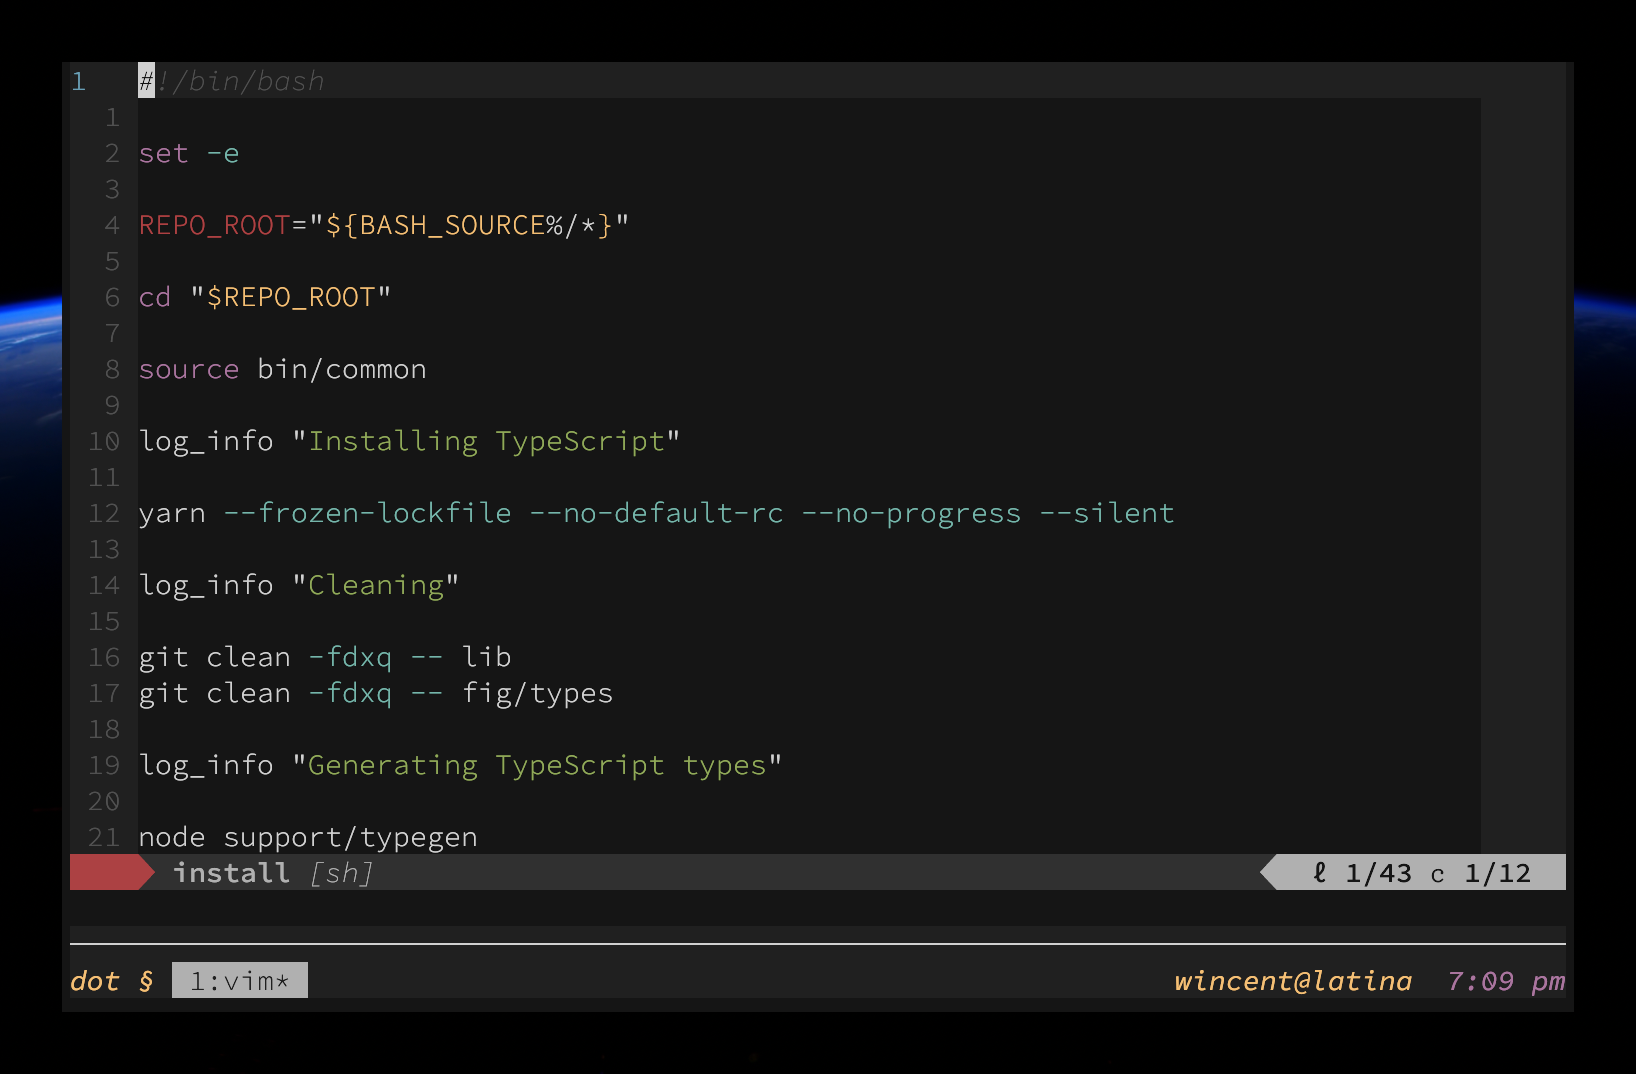 1 #!/bin/bash
1
2 set -e
3
4 REPO_ROOT="${BASH_SOURCE%/*}"
5
6 cd "$REPO_ROOT"
7
8 source bin/common
9
10 log_info "Installing TypeScript"
11
12 yarn --frozen-lockfile --no-default-rc --no-progress --silent
13
14 log_info "Cleaning"
15
16 git clean -fdxq -- lib
17 git clean -fdxq -- fig/types
18
19 log_info "Generating TypeScript types"
20
21 node support/typegen
install [sh] ℓ 1/43 c 1/12
dot § 1:vim* wincent@latina 7:09 pm